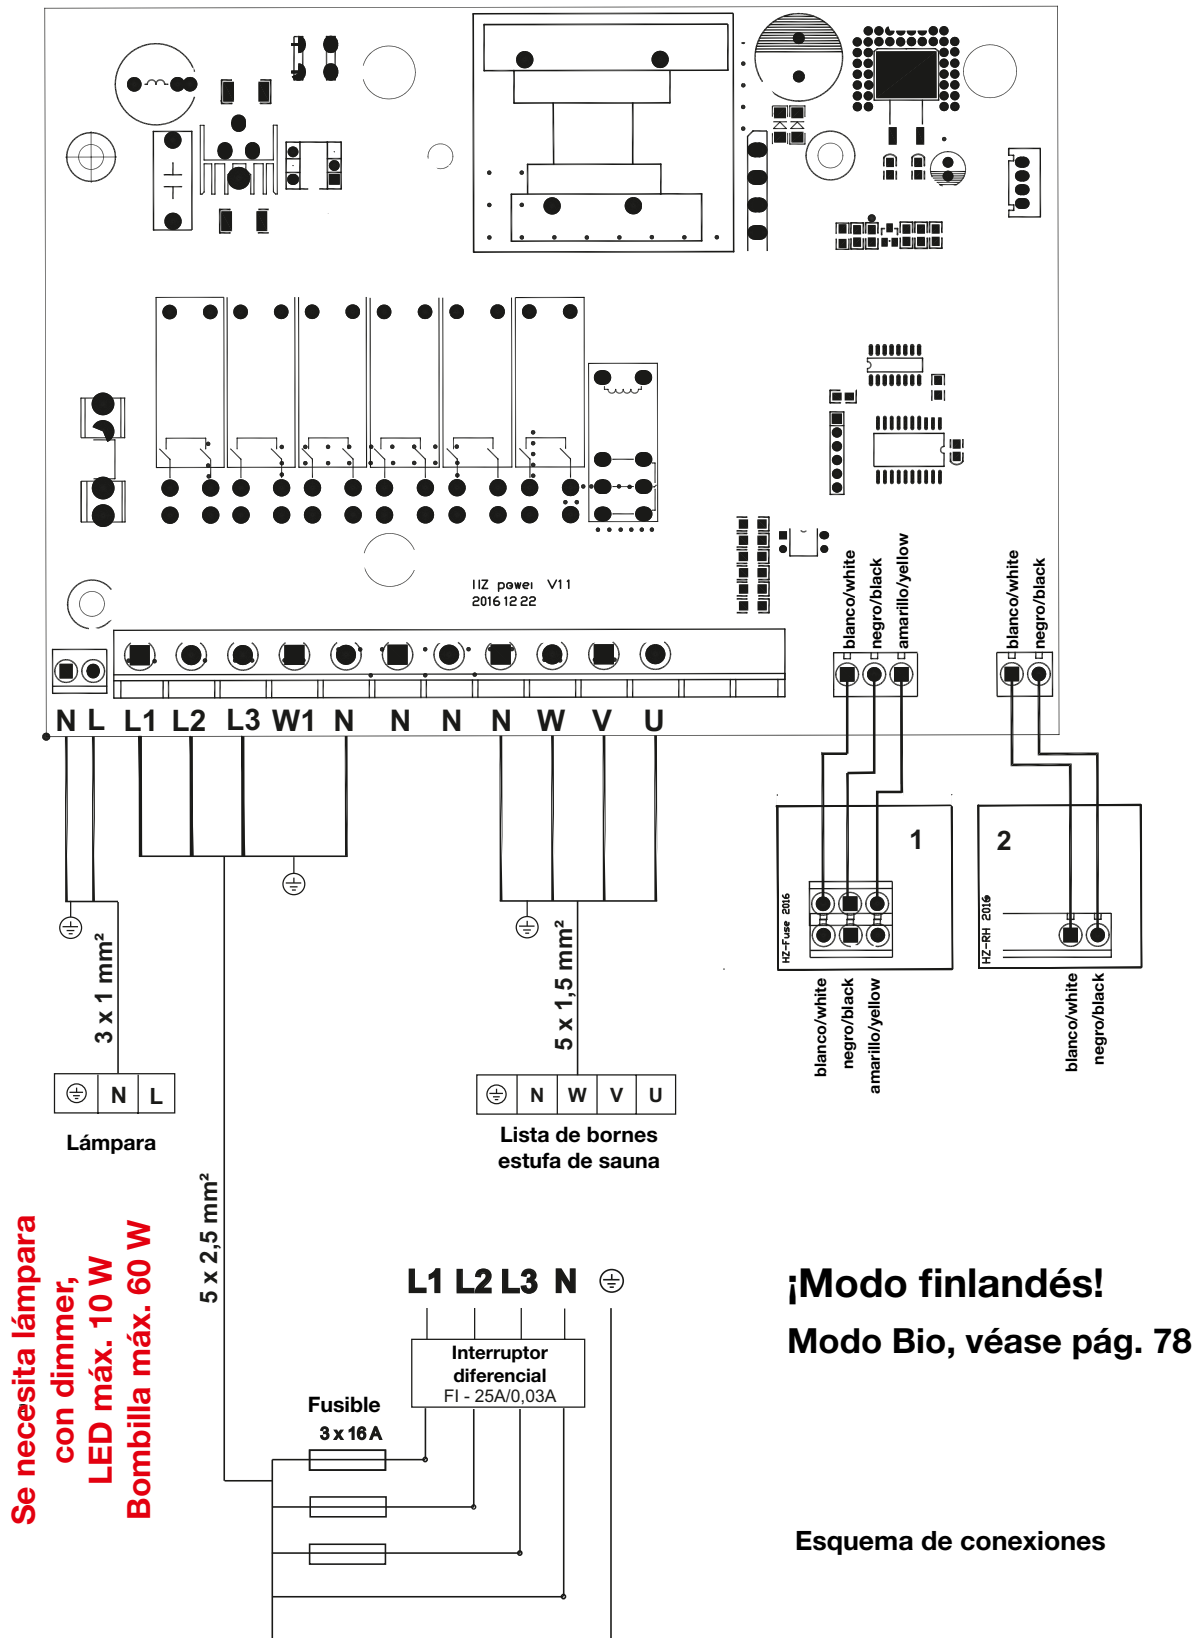 HZ power V11
2016 12 22
blanco/white
negro/black
amarillo/yellow
blanco/white
negro/black
N L L1 L2 L3 W1 N N N N W V U
1
2
HZ-Fuse 2016
HZ-RH 2016
blanco/white
negro/black
amarillo/yellow
blanco/white
negro/black
3 x 1 mm²
5 x 1,5 mm²
N L
Lámpara
N W V U
Lista de bornes
estufa de sauna
5 x 2,5 mm²
Se necesita lámpara
con dimmer,
LED máx. 10 W
Bombilla máx. 60 W
L1 L2 L3 N
Interruptor
diferencial
FI - 25A/0,03A
Fusible
3 x 16 A
¡Modo finlandés!
Modo Bio, véase pág. 78
Esquema de conexiones